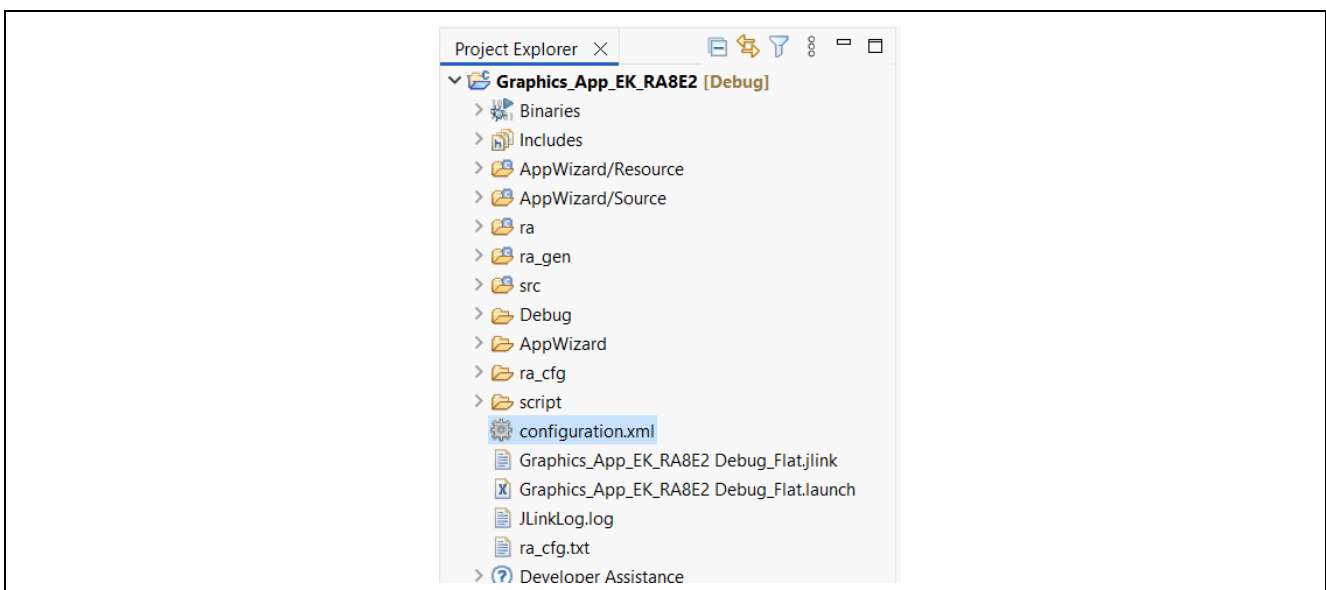 Project Explorer
Graphics_App_EK_RA8E2 [Debug]
Binaries
Includes
AppWizard/Resource
AppWizard/Source
ra
ra_gen
src
Debug
AppWizard
ra_cfg
script
configuration.xml
Graphics_App_EK_RA8E2 Debug_Flat.jlink
Graphics_App_EK_RA8E2 Debug_Flat.launch
JLinkLog.log
ra_cfg.txt
Developer Assistance